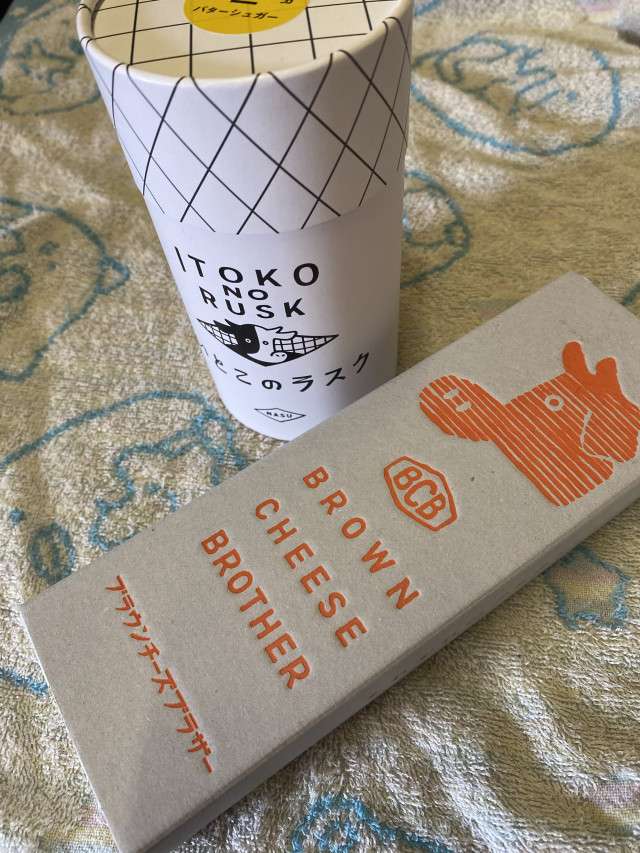 バターシュガー
ITOKO
NO
RUSK
いとこのラスク
NASU
BCB
BROWN
CHEESE
BROTHER
ブラウンチーズブラザー